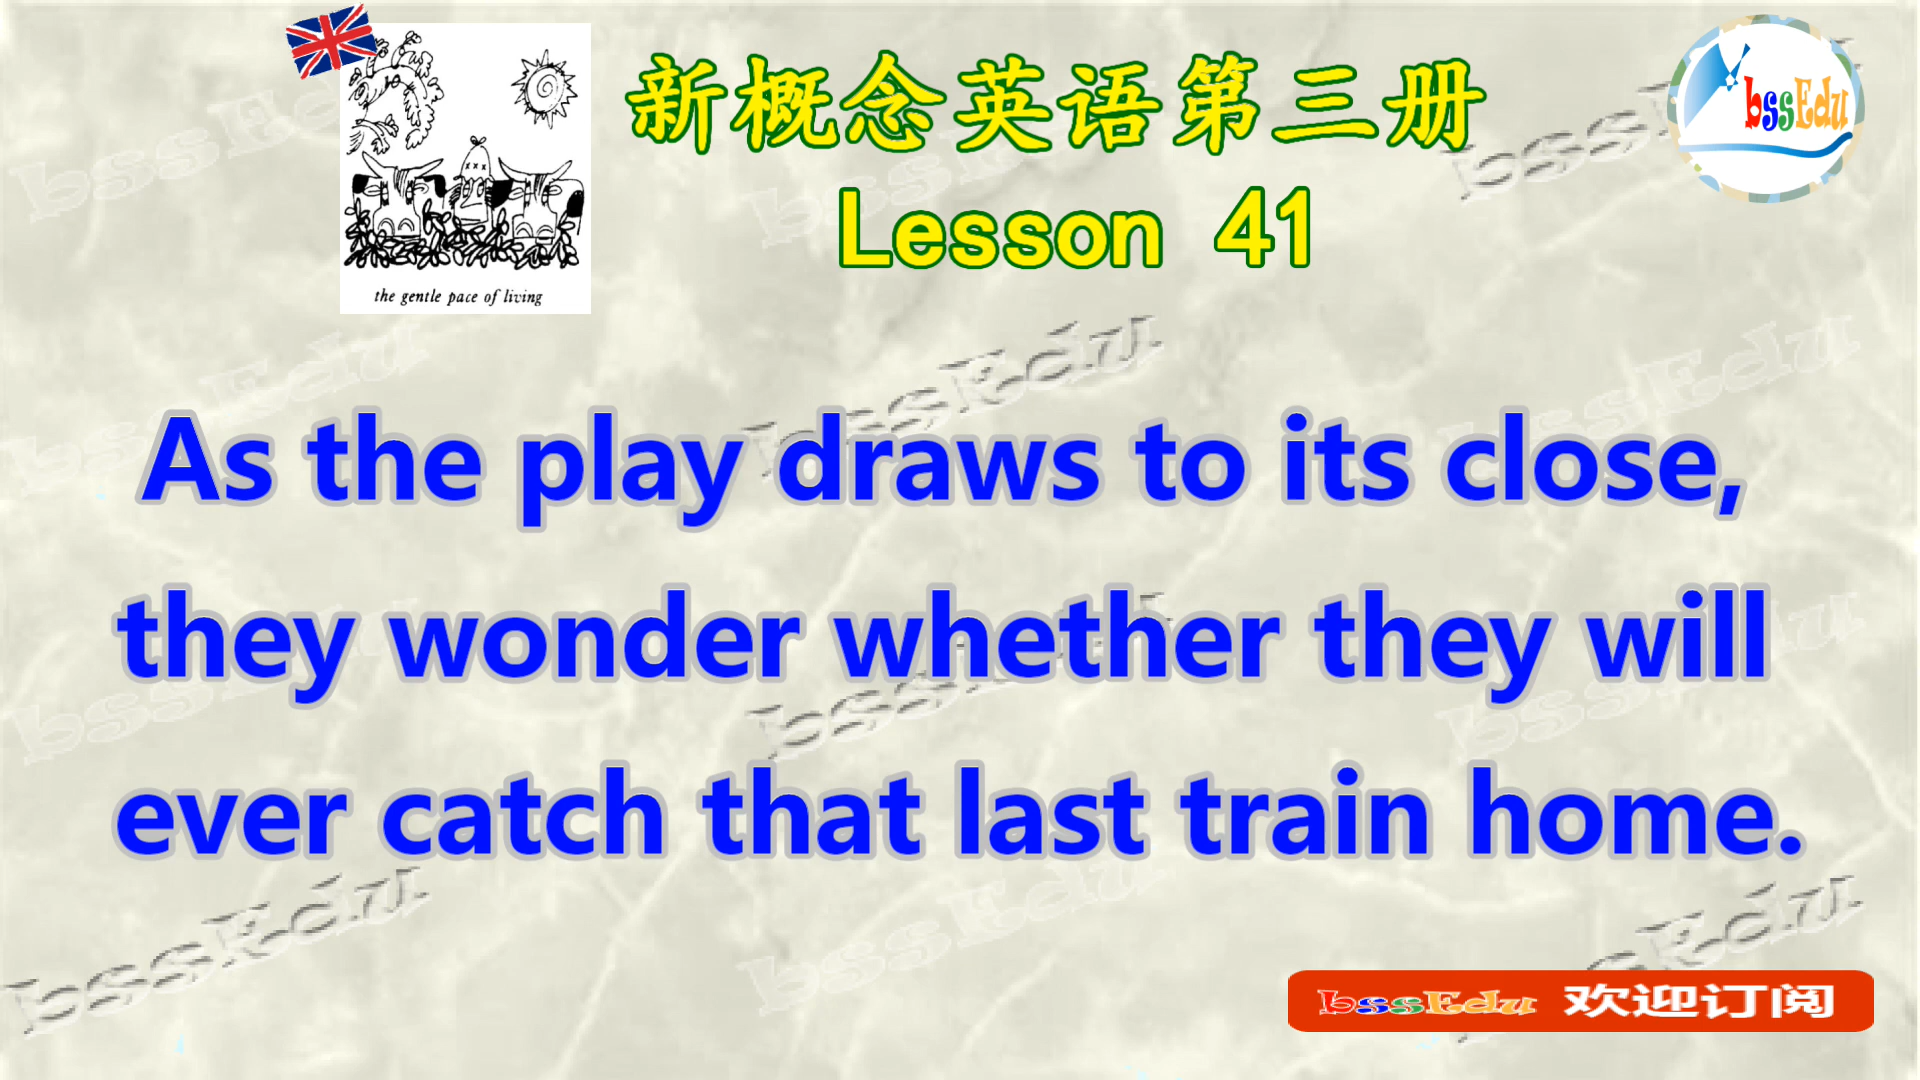 新概念英语第三册
bssEdu
Lesson 41
the gentle pace of living
As the play draws to its close,
they wonder whether they will
ever catch that last train home.
bssEdu 欢迎订阅